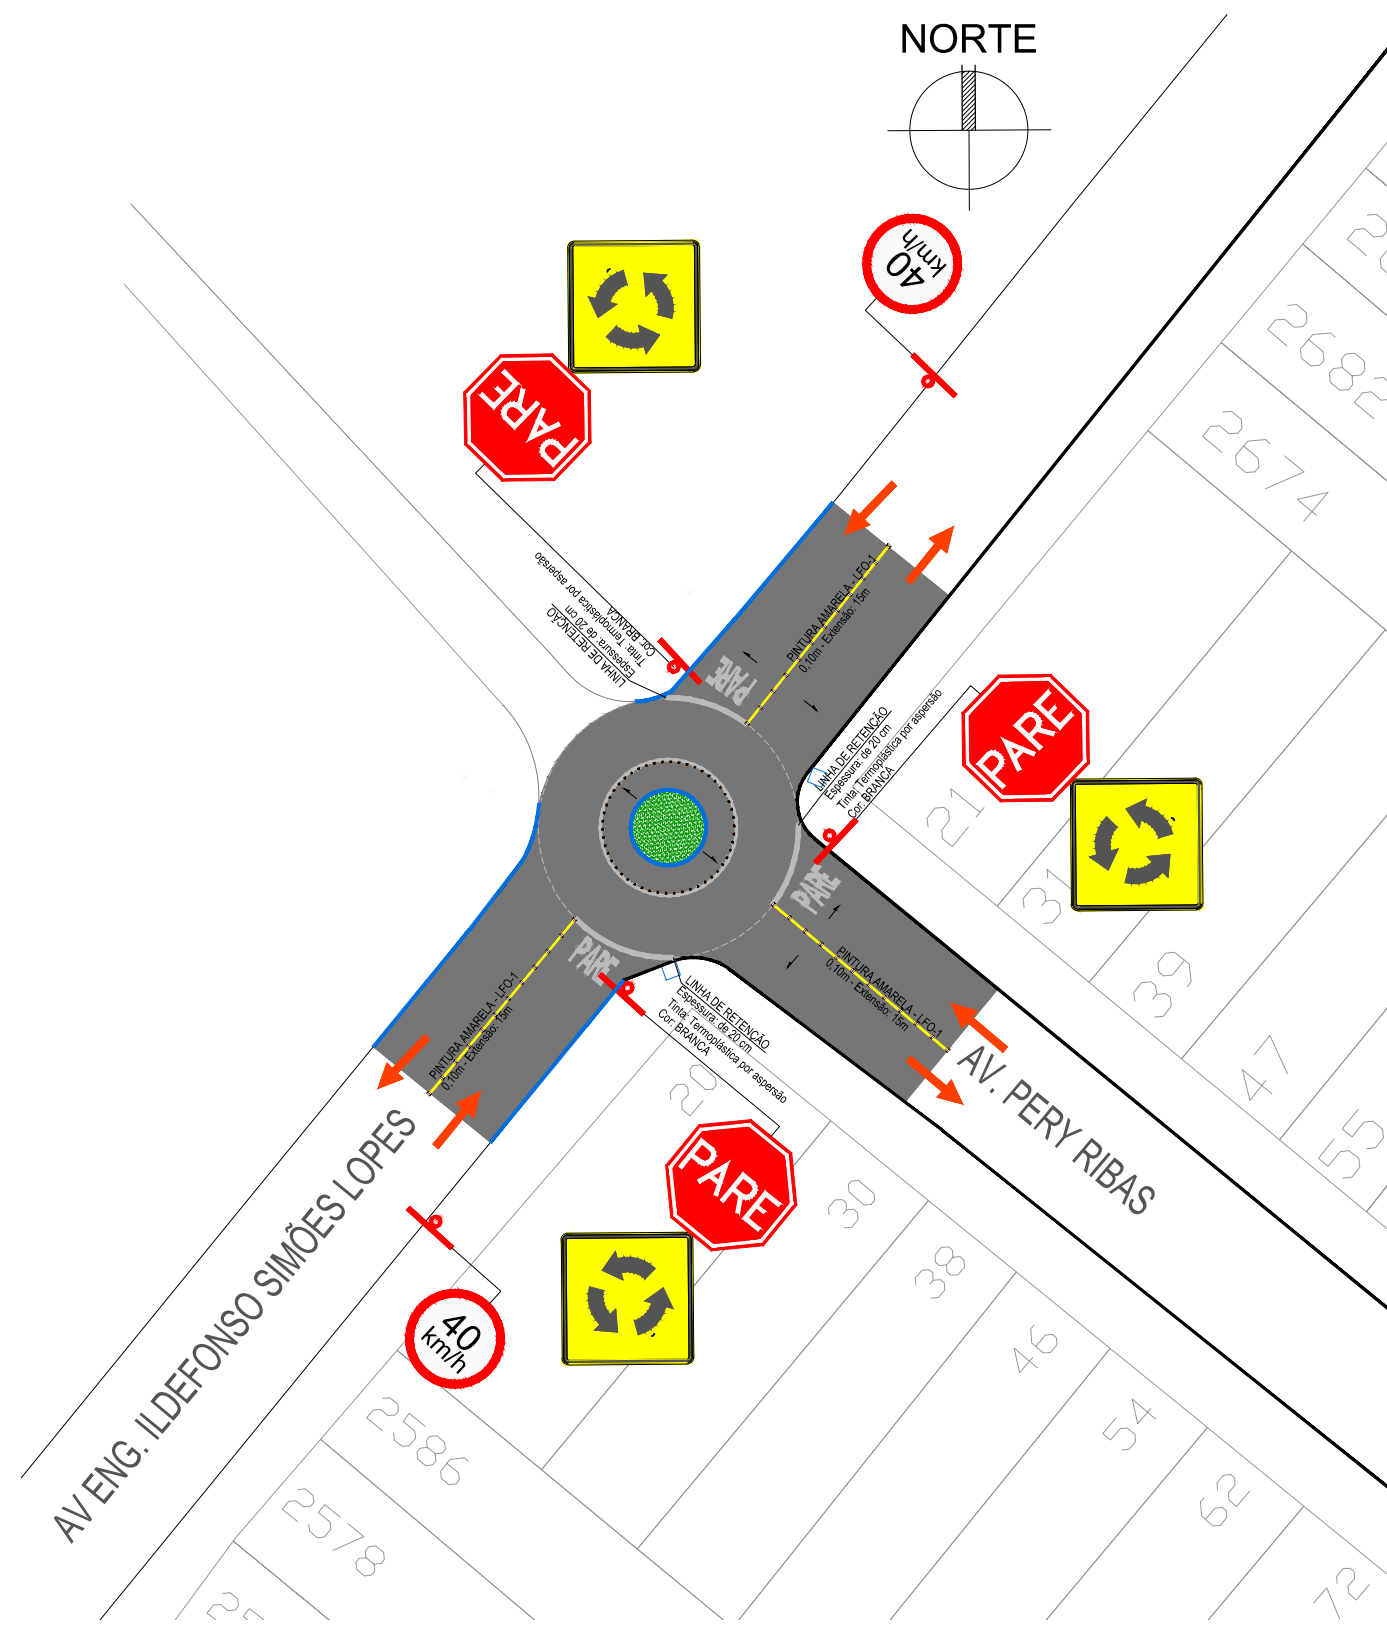 NORTE
40
km/h
PARE
2682
2674
LINHA DE RETENÇÃO
Espessura: de 20 cm
Tinta: Termoplástica por aspersão
Cor: BRANCA
PINTURA AMARELA - LFO-1
0,10m - Extensão: 15m
PARE
LINHA DE RETENÇÃO
Espessura: de 20 cm
Tinta: Termoplástica por aspersão
Cor: BRANCA
PARE
21
31
39
47
55
PARE
PARE
PINTURA AMARELA - LFO-1
0,10m - Extensão: 15m
PINTURA AMARELA - LFO-1
0,10m - Extensão: 15m
LINHA DE RETENÇÃO
Espessura: de 20 cm
Tinta: Termoplástica por aspersão
Cor: BRANCA
AV. PERY RIBAS
20
30
38
46
54
62
72
PARE
AV ENG. ILDEFONSO SIMÕES LOPES
40
km/h
2586
2578